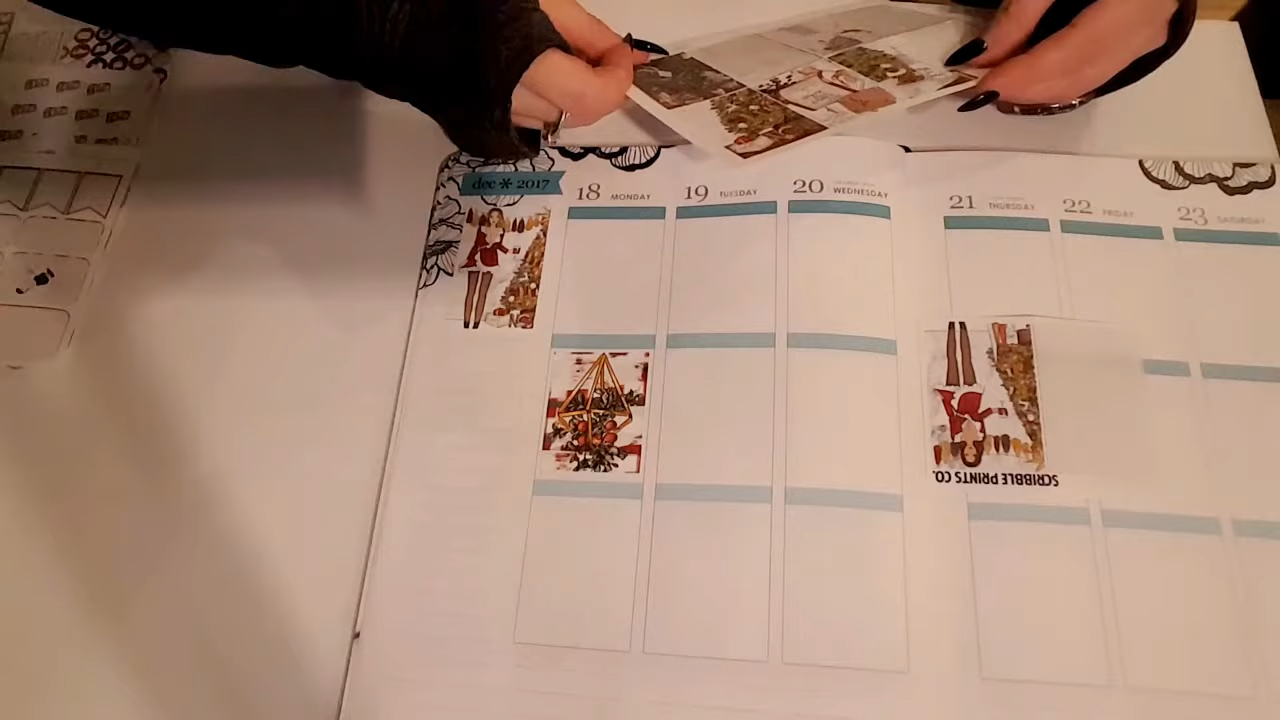 dec * 2017
18 MONDAY
19 TUESDAY
20 WEDNESDAY
21 THURSDAY
22 FRIDAY
23 SATURDAY
SCRIBBLE PRINTS CO.